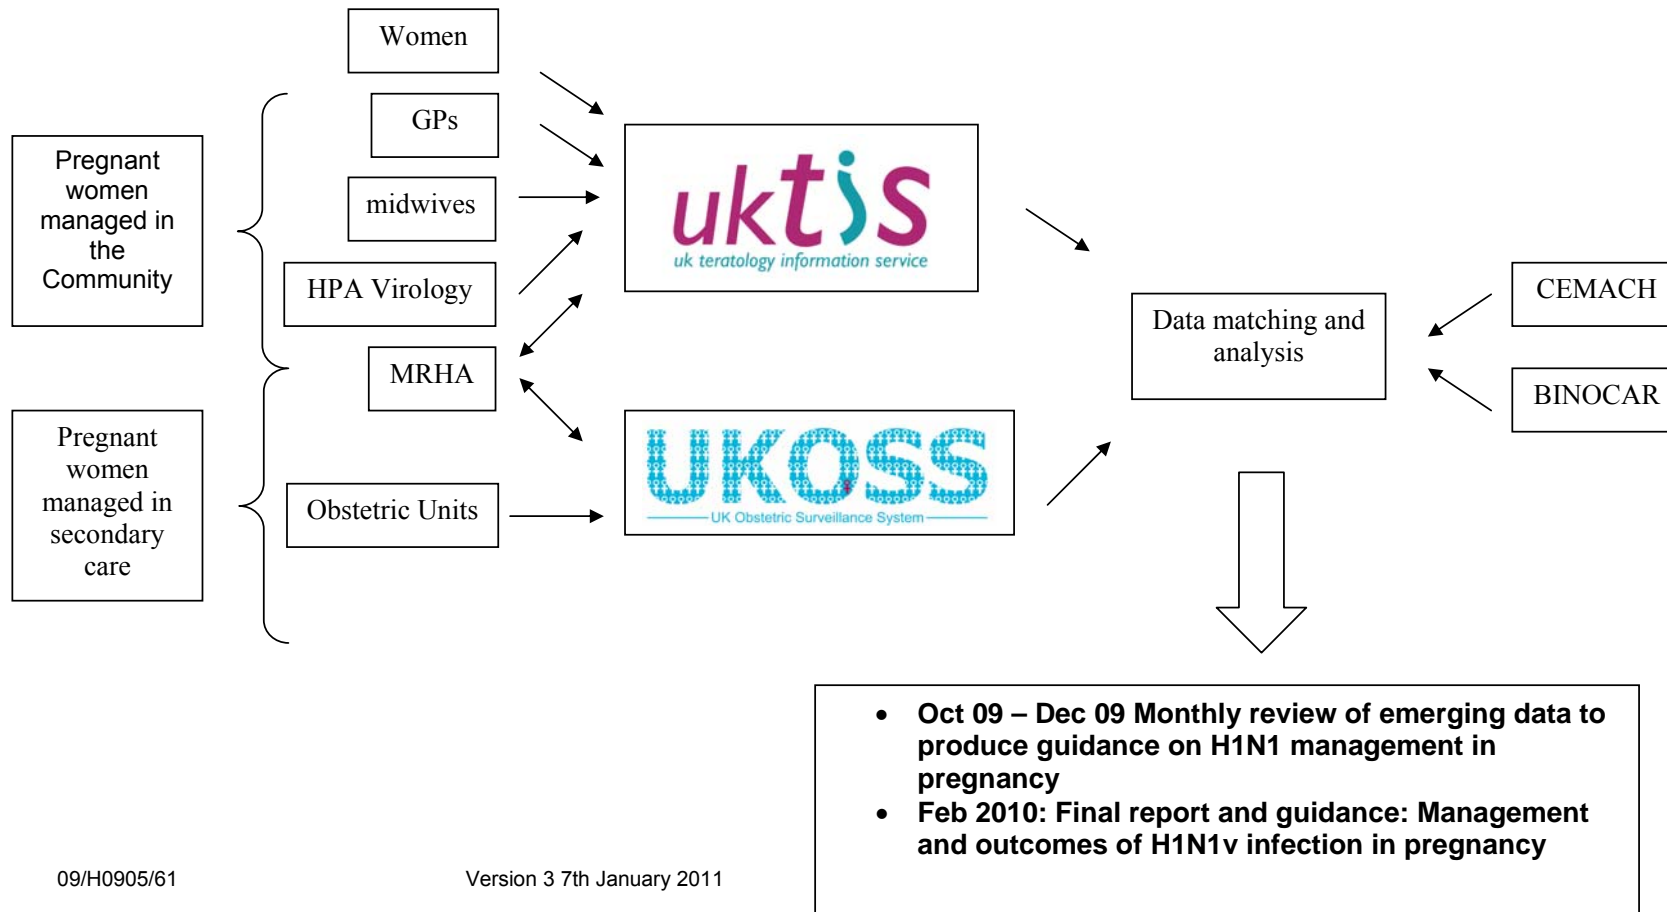 Women
GPs
midwives
HPA Virology
MRHA
Obstetric Units
Pregnant
women
managed in
the
Community
Pregnant
women
managed in
secondary
care
uktis
uk teratology information service
UKOSS
UK Obstetric Surveillance System
Data matching and
analysis
CEMACH
BINOCAR
• Oct 09 – Dec 09 Monthly review of emerging data to
produce guidance on H1N1 management in
pregnancy
• Feb 2010: Final report and guidance: Management
and outcomes of H1N1v infection in pregnancy
09/H0905/61
Version 3 7th January 2011